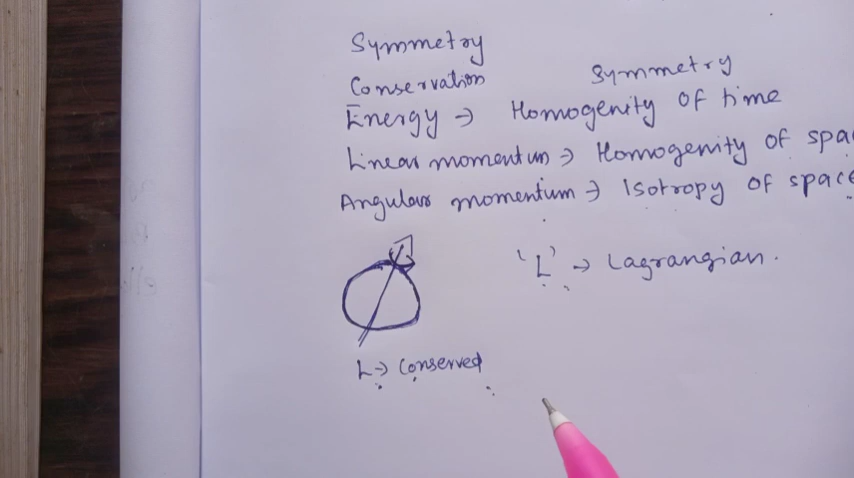 Symmetry
Conservation Symmetry
Energy → Homogenity of time
Linear momentum → Homogenity of spa
Angular momentum → Isotropy of space
'L' → Lagrangian.
L → Conserved